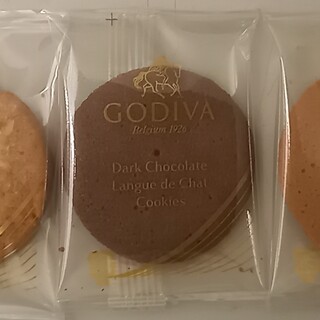 GODIVA
Belgium 1926
Dark Chocolate
Langue de Chat
Cookies